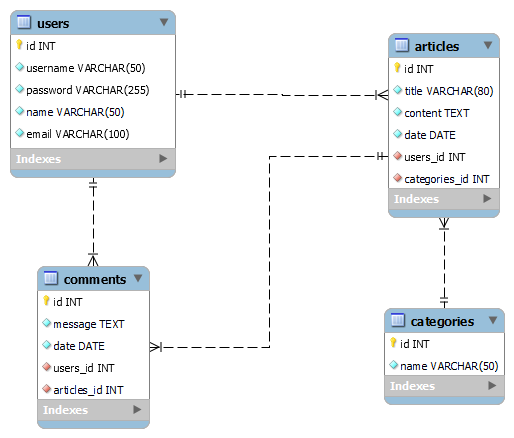 users
id INT
username VARCHAR(50)
password VARCHAR(255)
name VARCHAR(50)
email VARCHAR(100)
Indexes
articles
id INT
title VARCHAR(80)
content TEXT
date DATE
users_id INT
categories_id INT
Indexes
comments
id INT
message TEXT
date DATE
users_id INT
articles_id INT
Indexes
categories
id INT
name VARCHAR(50)
Indexes